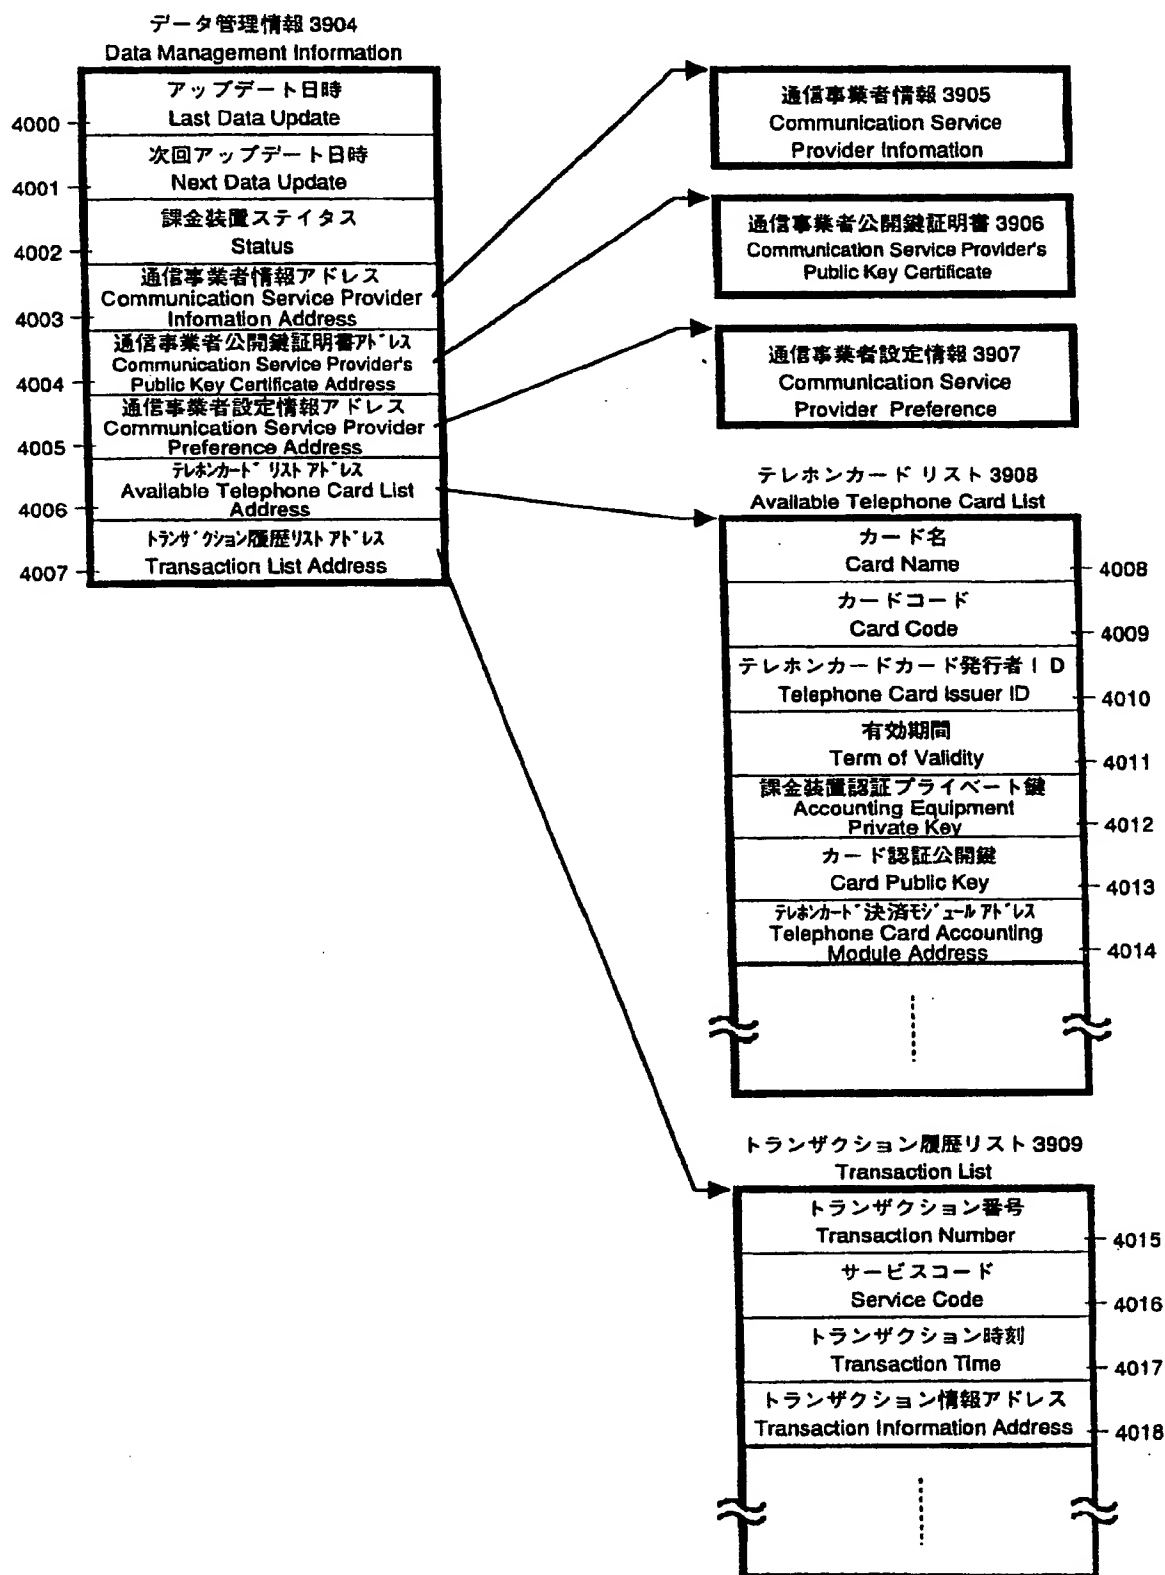 データ管理情報 3904
Data Management Information
アップデート日時
Last Data Update
4000
次回アップデート日時
Next Data Update
4001
課金装置ステイタス
Status
4002
通信事業者情報アドレス
Communication Service Provider
Infomation Address
4003
通信事業者公開鍵証明書アドレス
Communication Service Provider's
Public Key Certificate Address
4004
通信事業者設定情報アドレス
Communication Service Provider
Preference Address
4005
テレホンカード リスト アドレス
Available Telephone Card List
Address
4006
トランザクション履歴リスト アドレス
Transaction List Address
4007
通信事業者情報 3905
Communication Service
Provider Infomation
通信事業者公開鍵証明書 3906
Communication Service Provider's
Public Key Certificate
通信事業者設定情報 3907
Communication Service
Provider Preference
テレホンカード リスト 3908
Available Telephone Card List
カード名
Card Name
4008
カードコード
Card Code
4009
テレホンカードカード発行者ID
Telephone Card Issuer ID
4010
有効期間
Term of Validity
4011
課金装置認証プライベート鍵
Accounting Equipment
Private Key
4012
カード認証公開鍵
Card Public Key
4013
テレホンカード決済モジュール アドレス
Telephone Card Accounting
Module Address
4014
トランザクション履歴リスト 3909
Transaction List
トランザクション番号
Transaction Number
4015
サービスコード
Service Code
4016
トランザクション時刻
Transaction Time
4017
トランザクション情報アドレス
Transaction Information Address
4018